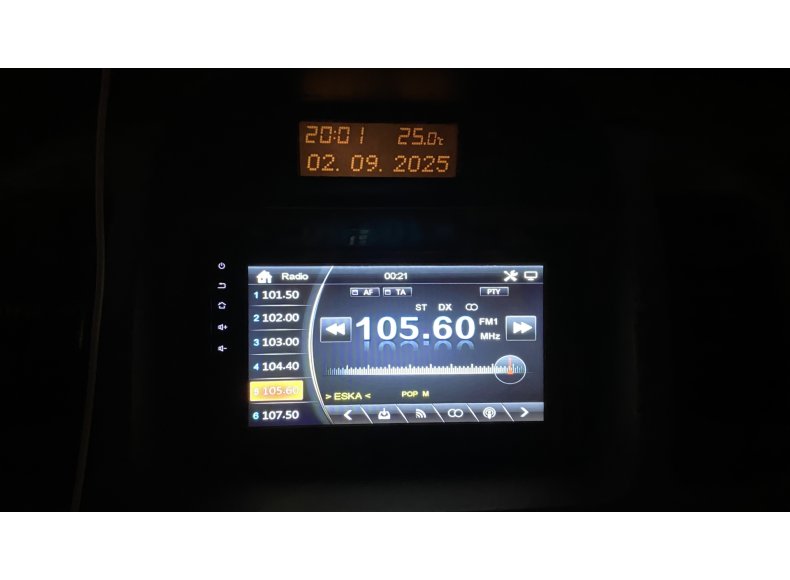 20:01 25.0℃
02. 09. 2025
Radio 00:21
AF TA PTY
ST DX
1 101.50
2 102.00
3 103.00
4 104.40
5 105.60
6 107.50
105.60 FM1
MHz
> ESKA < POP M